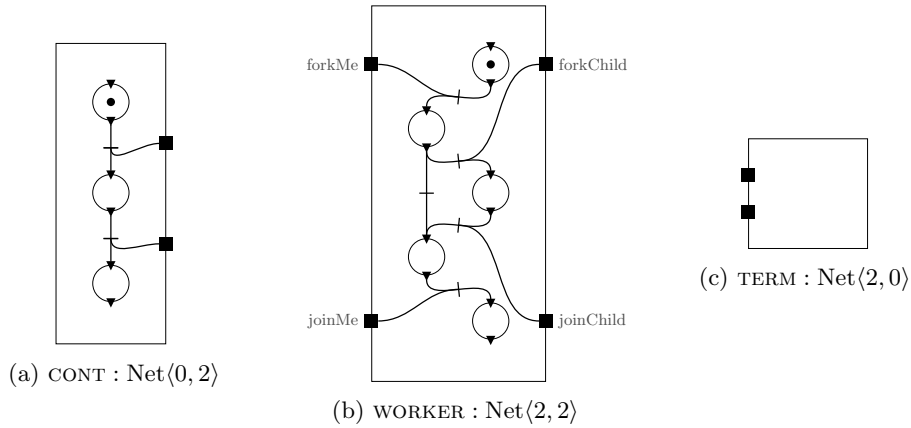 forkMe
forkChild
joinMe
joinChild
(a) CONT : Net⟨0, 2⟩
(b) WORKER : Net⟨2, 2⟩
(c) TERM : Net⟨2, 0⟩